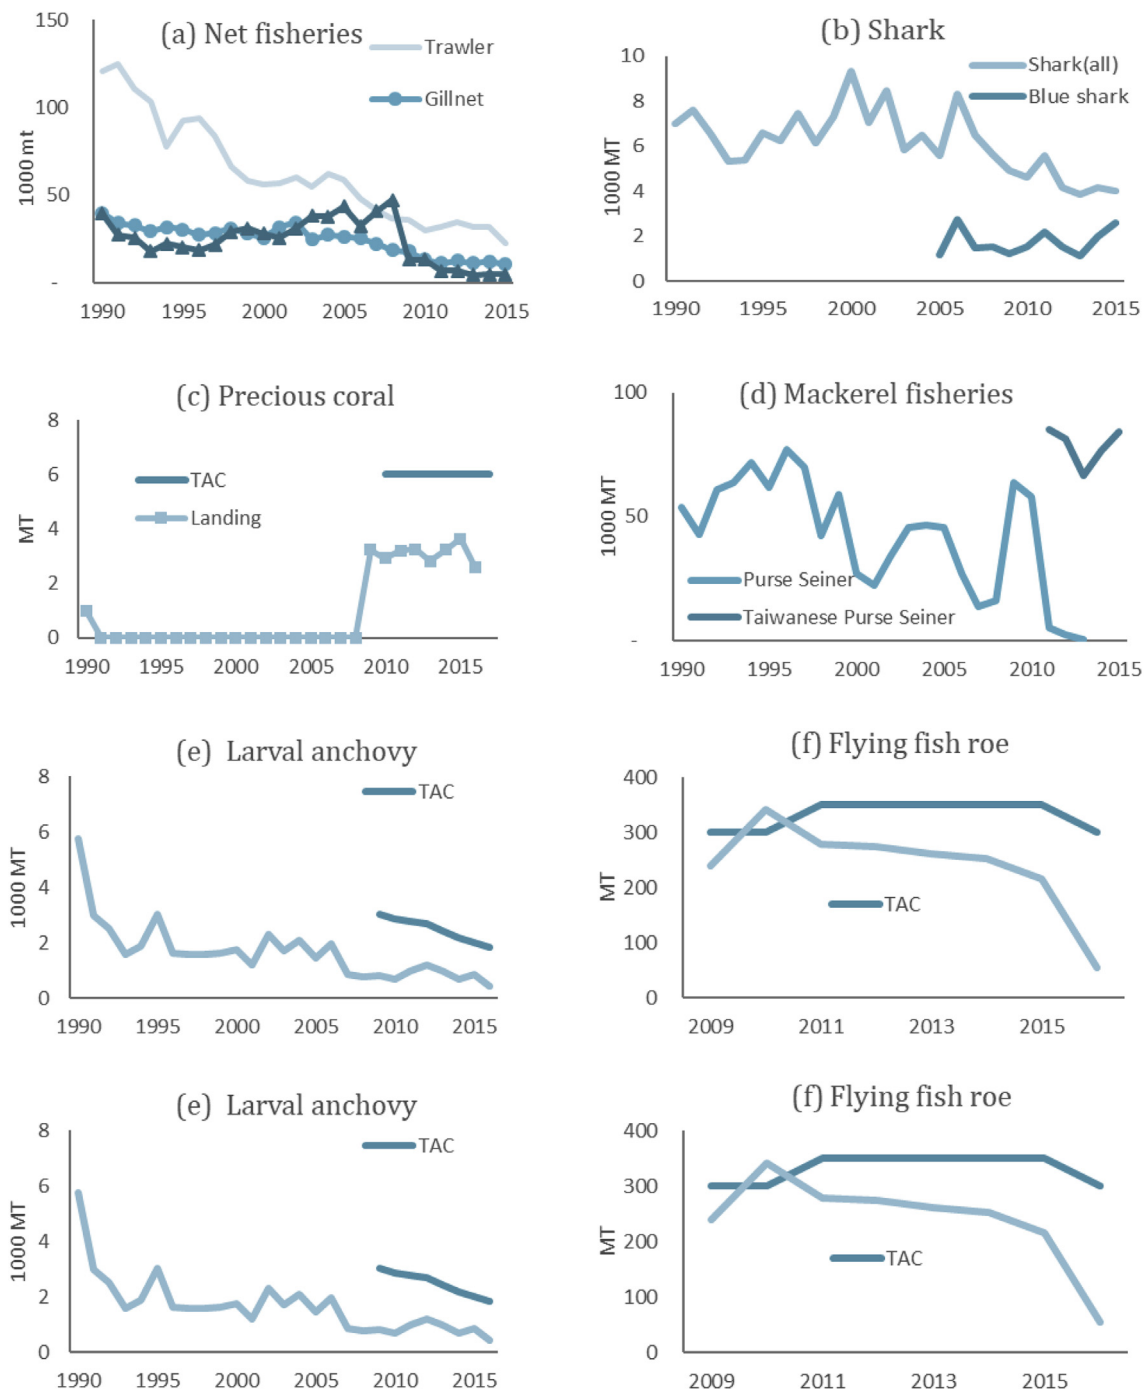 (a) Net fisheries
Trawler
Gillnet
1000 mt
150
100
50
-
1990 1995 2000 2005 2010 2015
(b) Shark
Shark(all)
Blue shark
1000 MT
10
8
6
4
2
0
1990 1995 2000 2005 2010 2015
(c) Precious coral
TAC
Landing
MT
8
6
4
2
0
1990 1995 2000 2005 2010 2015
(d) Mackerel fisheries
1000 MT
100
50
-
Purse Seiner
Taiwanese Purse Seiner
1990 1995 2000 2005 2010 2015
(e) Larval anchovy
TAC
1000 MT
8
6
4
2
0
1990 1995 2000 2005 2010 2015
(f) Flying fish roe
MT
400
300
200
100
0
TAC
2009 2011 2013 2015
(e) Larval anchovy
TAC
1000 MT
8
6
4
2
0
1990 1995 2000 2005 2010 2015
(f) Flying fish roe
MT
400
300
200
100
0
TAC
2009 2011 2013 2015